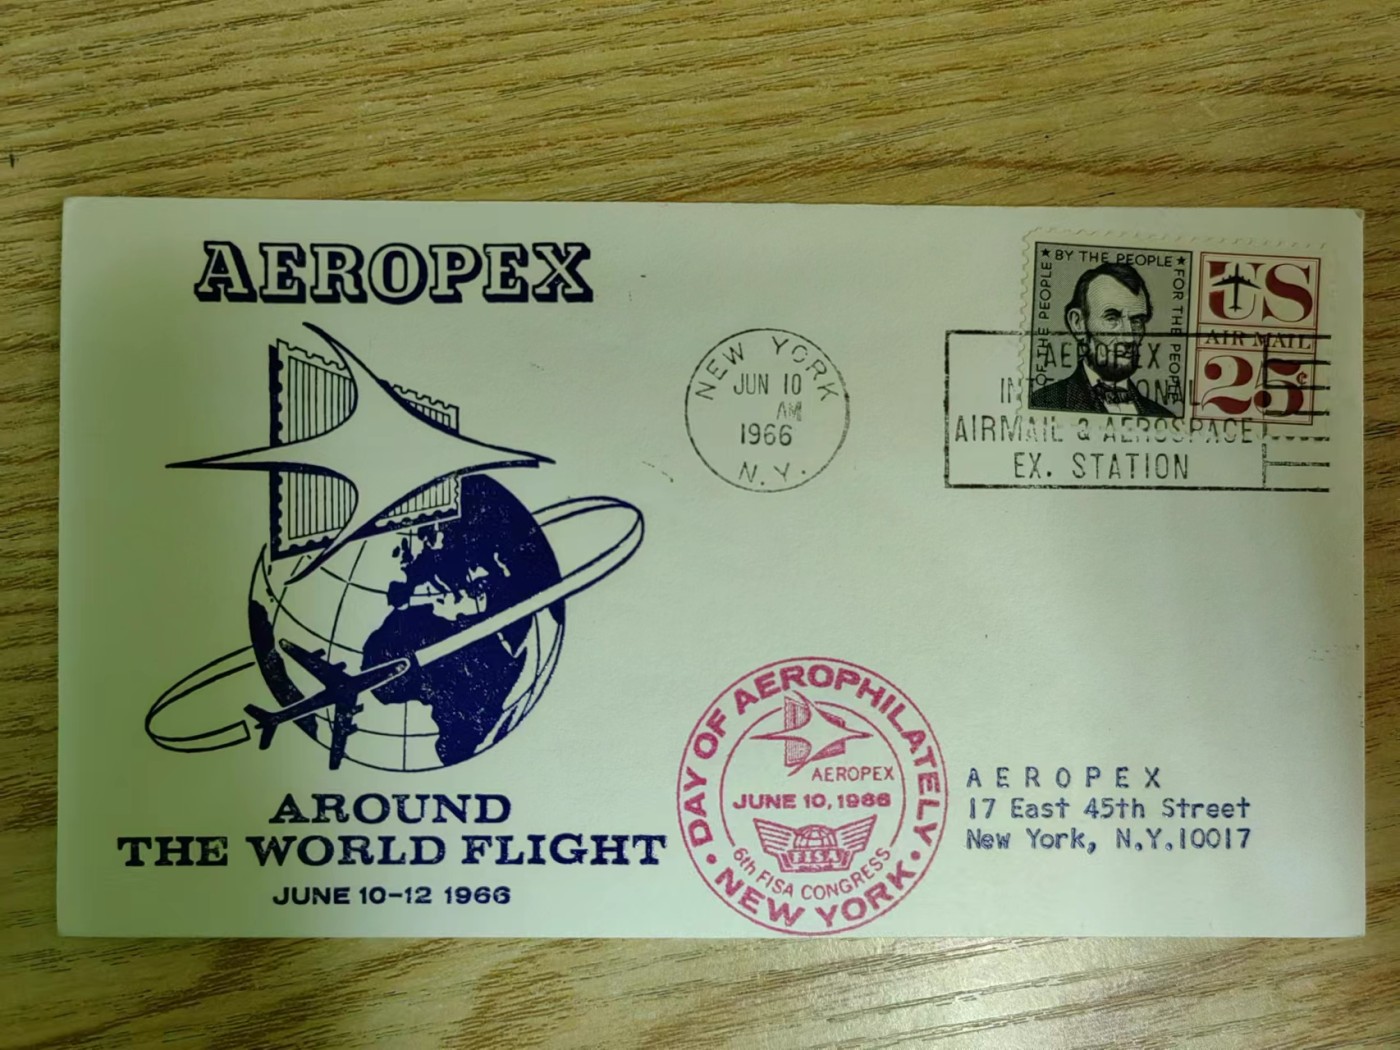 AEROPEX
AROUND
THE WORLD FLIGHT
JUNE 10-12 1966
NEW YORK
JUN 10
AM
1966
N.Y.
★ BY THE PEOPLE ★
OF THE PEOPLE
FOR THE PEOPLE
US
AIR MAIL
25¢
AEROPEX
INTERNATIONAL
AIRMAIL & AEROSPACE
EX. STATION
• DAY OF AEROPHILATELY •
AEROPEX
JUNE 10, 1966
FISA
6th FISA CONGRESS
NEW YORK
AEROPEX
17 East 45th Street
New York, N.Y.10017